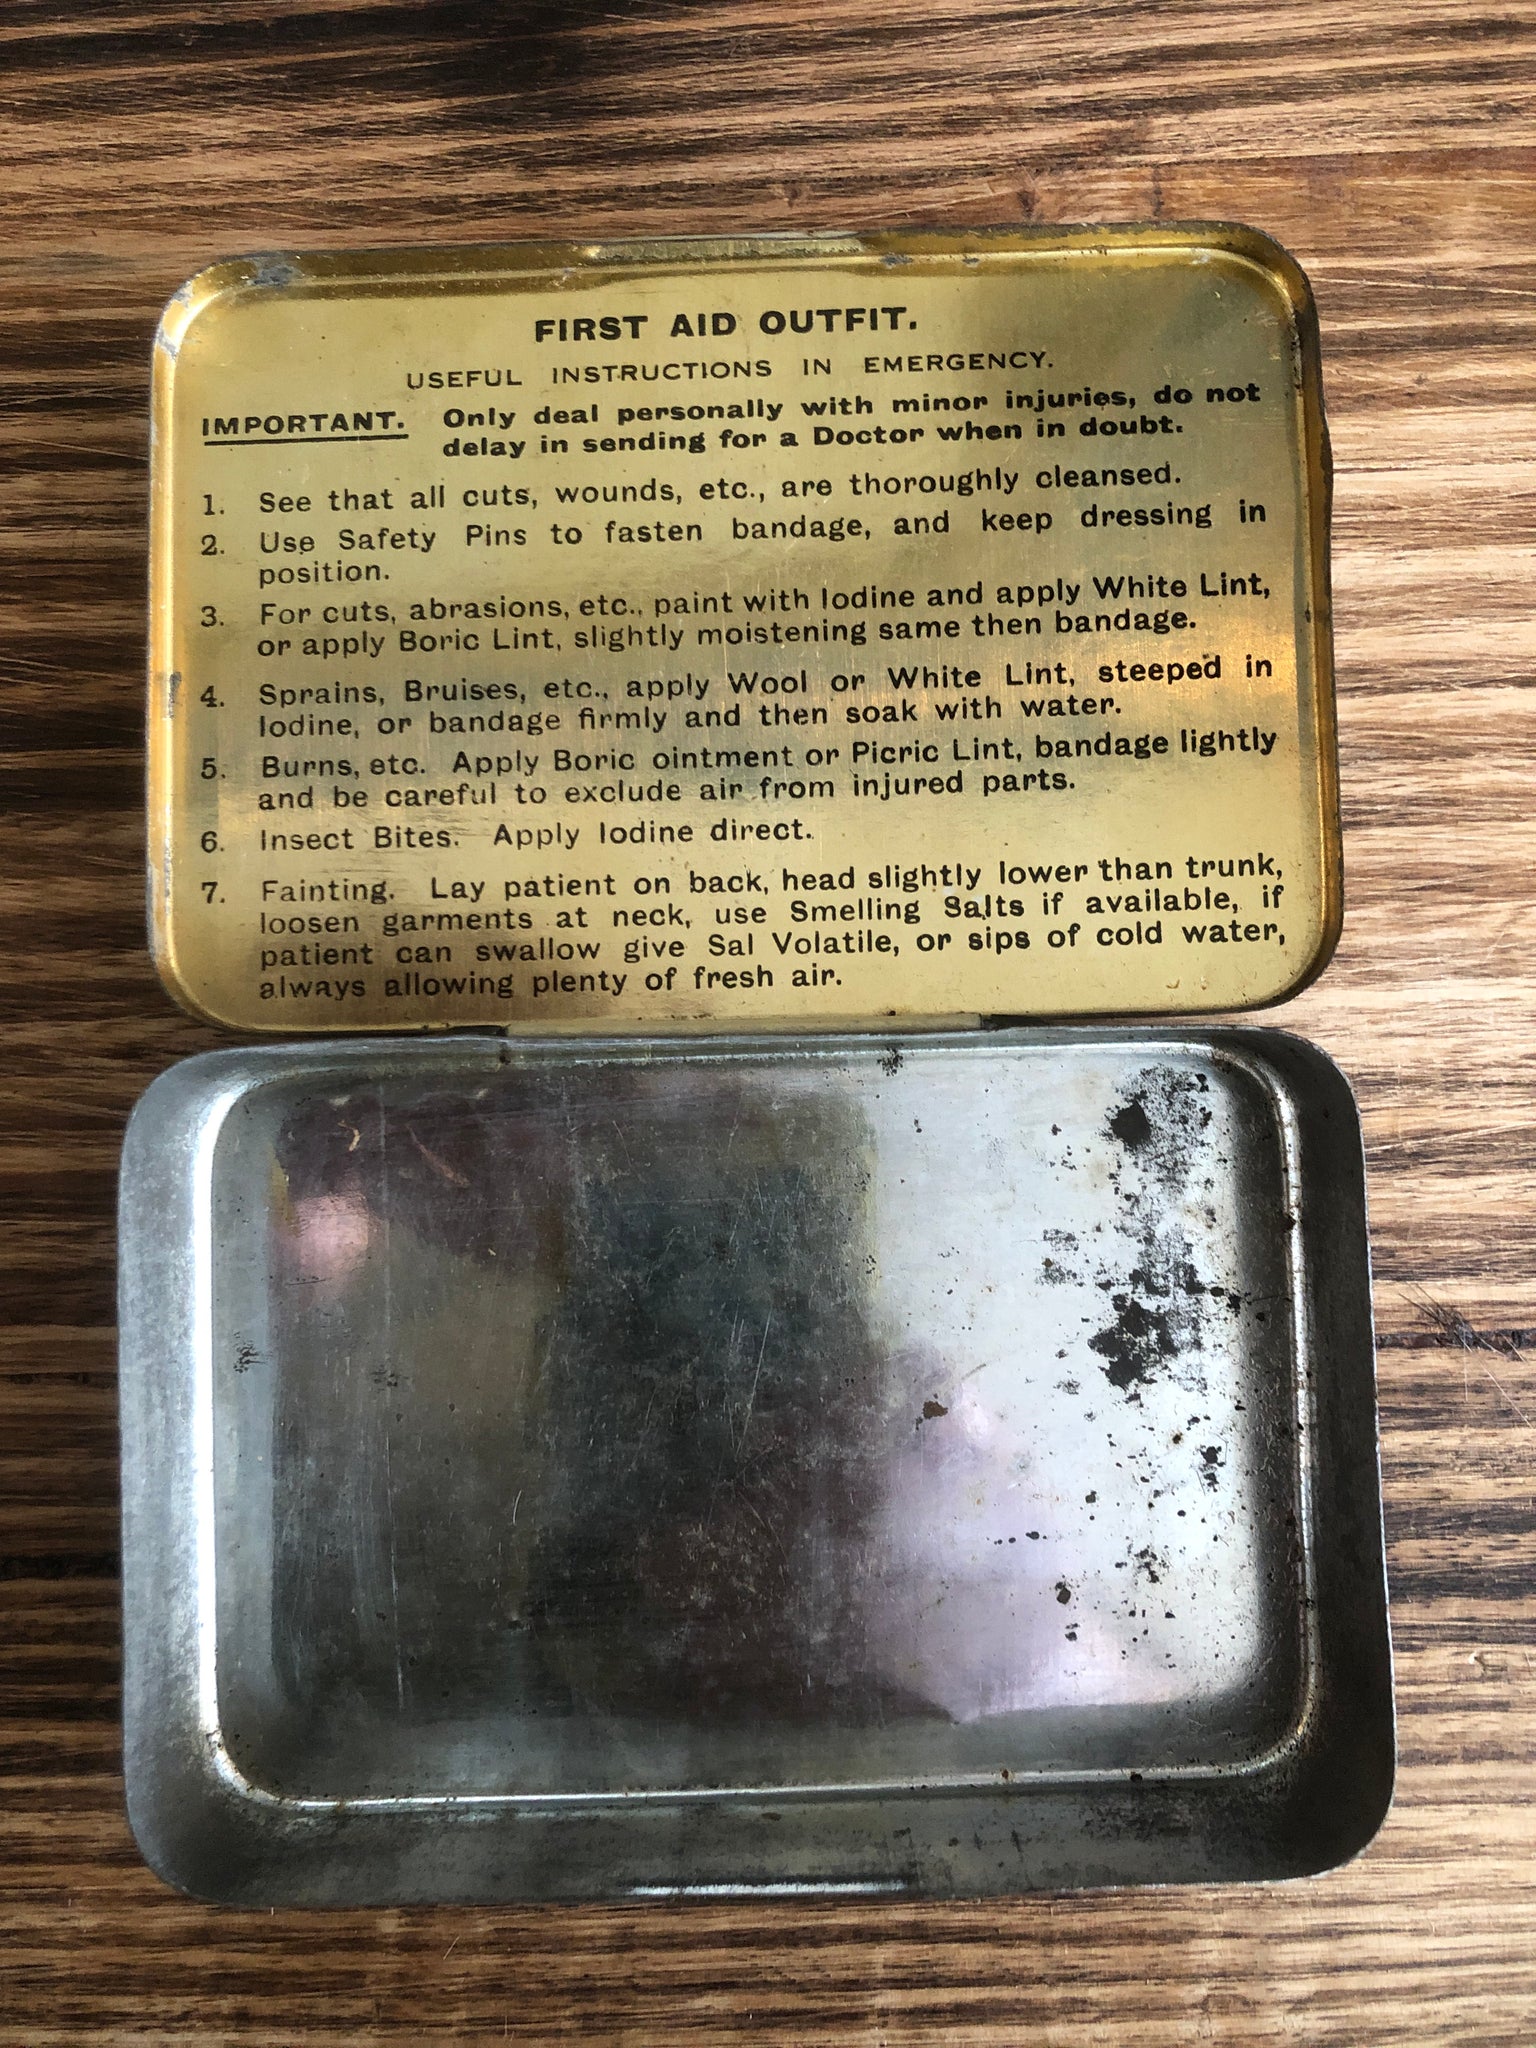 FIRST AID OUTFIT.
USEFUL INSTRUCTIONS IN EMERGENCY.
IMPORTANT. Only deal personally with minor injuries, do not
delay in sending for a Doctor when in doubt.
1. See that all cuts, wounds, etc., are thoroughly cleansed.
2. Use Safety Pins to fasten bandage, and keep dressing in
position.
3. For cuts, abrasions, etc., paint with Iodine and apply White Lint,
or apply Boric Lint, slightly moistening same then bandage.
4. Sprains, Bruises, etc., apply Wool or White Lint, steeped in
Iodine, or bandage firmly and then soak with water.
5. Burns, etc. Apply Boric ointment or Picric Lint, bandage lightly
and be careful to exclude air from injured parts.
6. Insect Bites. Apply Iodine direct.
7. Fainting. Lay patient on back, head slightly lower than trunk,
loosen garments at neck, use Smelling Salts if available, if
patient can swallow give Sal Volatile, or sips of cold water,
always allowing plenty of fresh air.